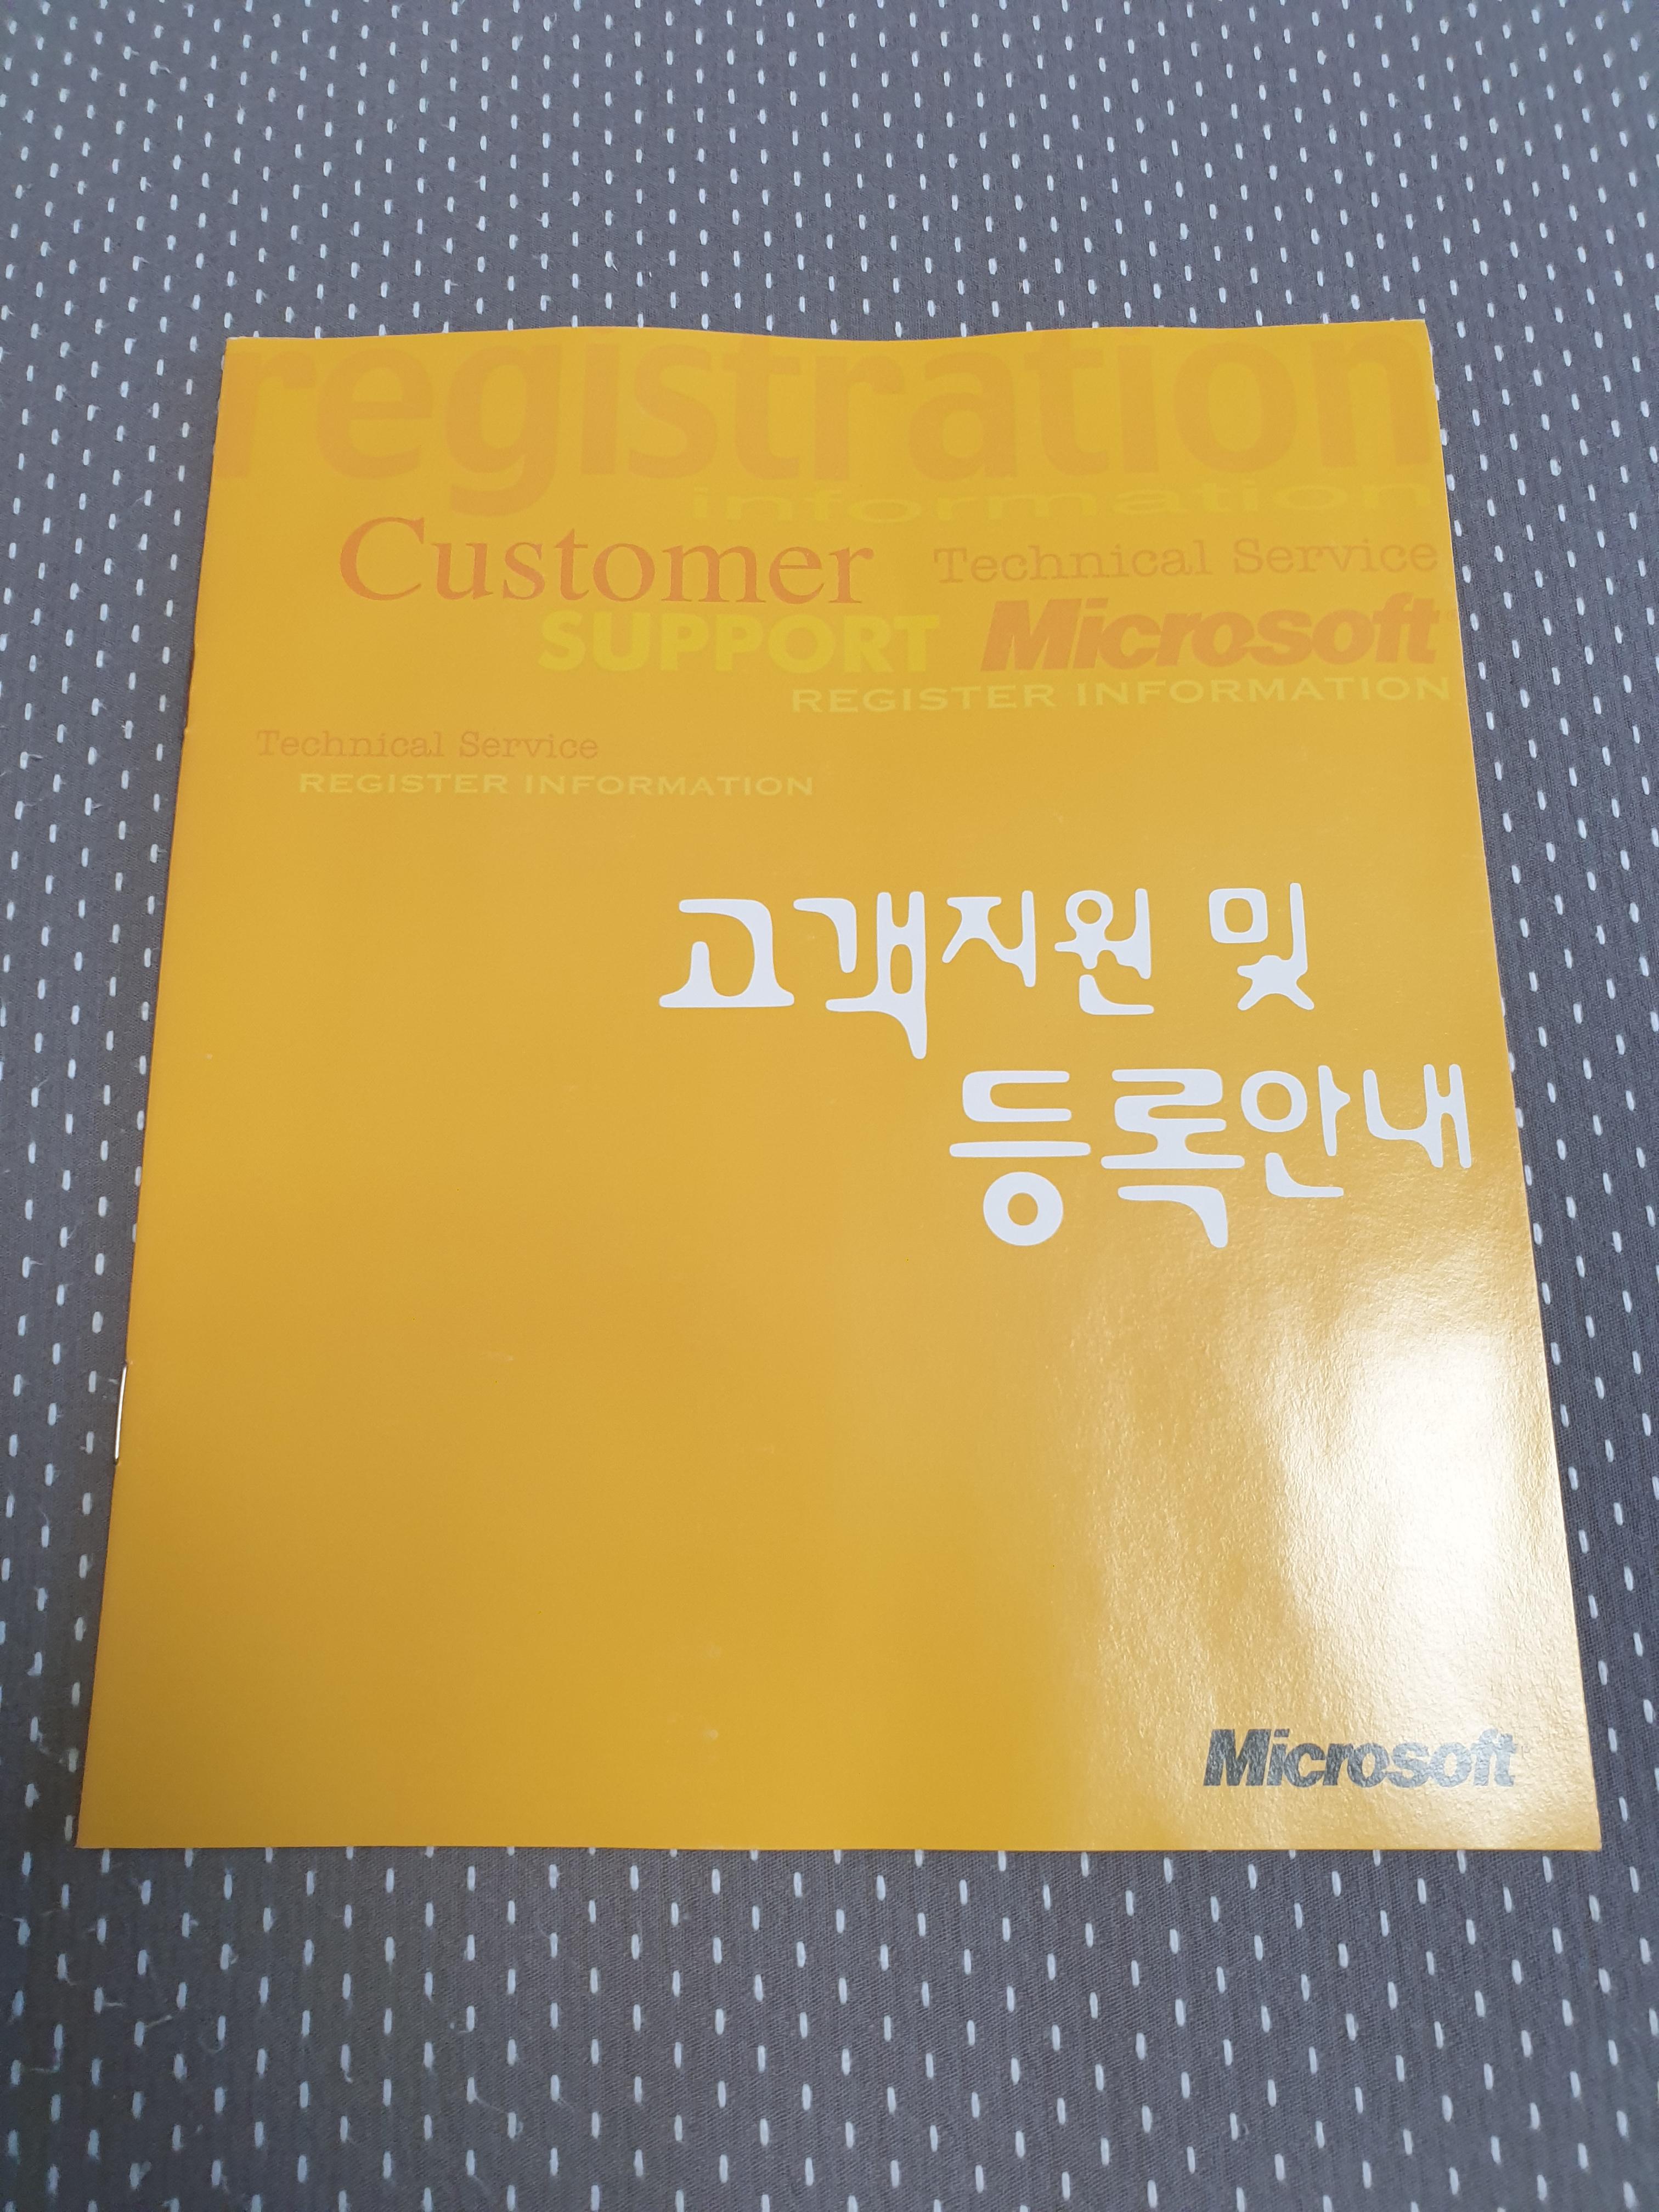 registration
information
Customer Technical Service
SUPPORT Microsoft
REGISTER INFORMATION
Technical Service
REGISTER INFORMATION
고객지원 및
등록안내
Microsoft